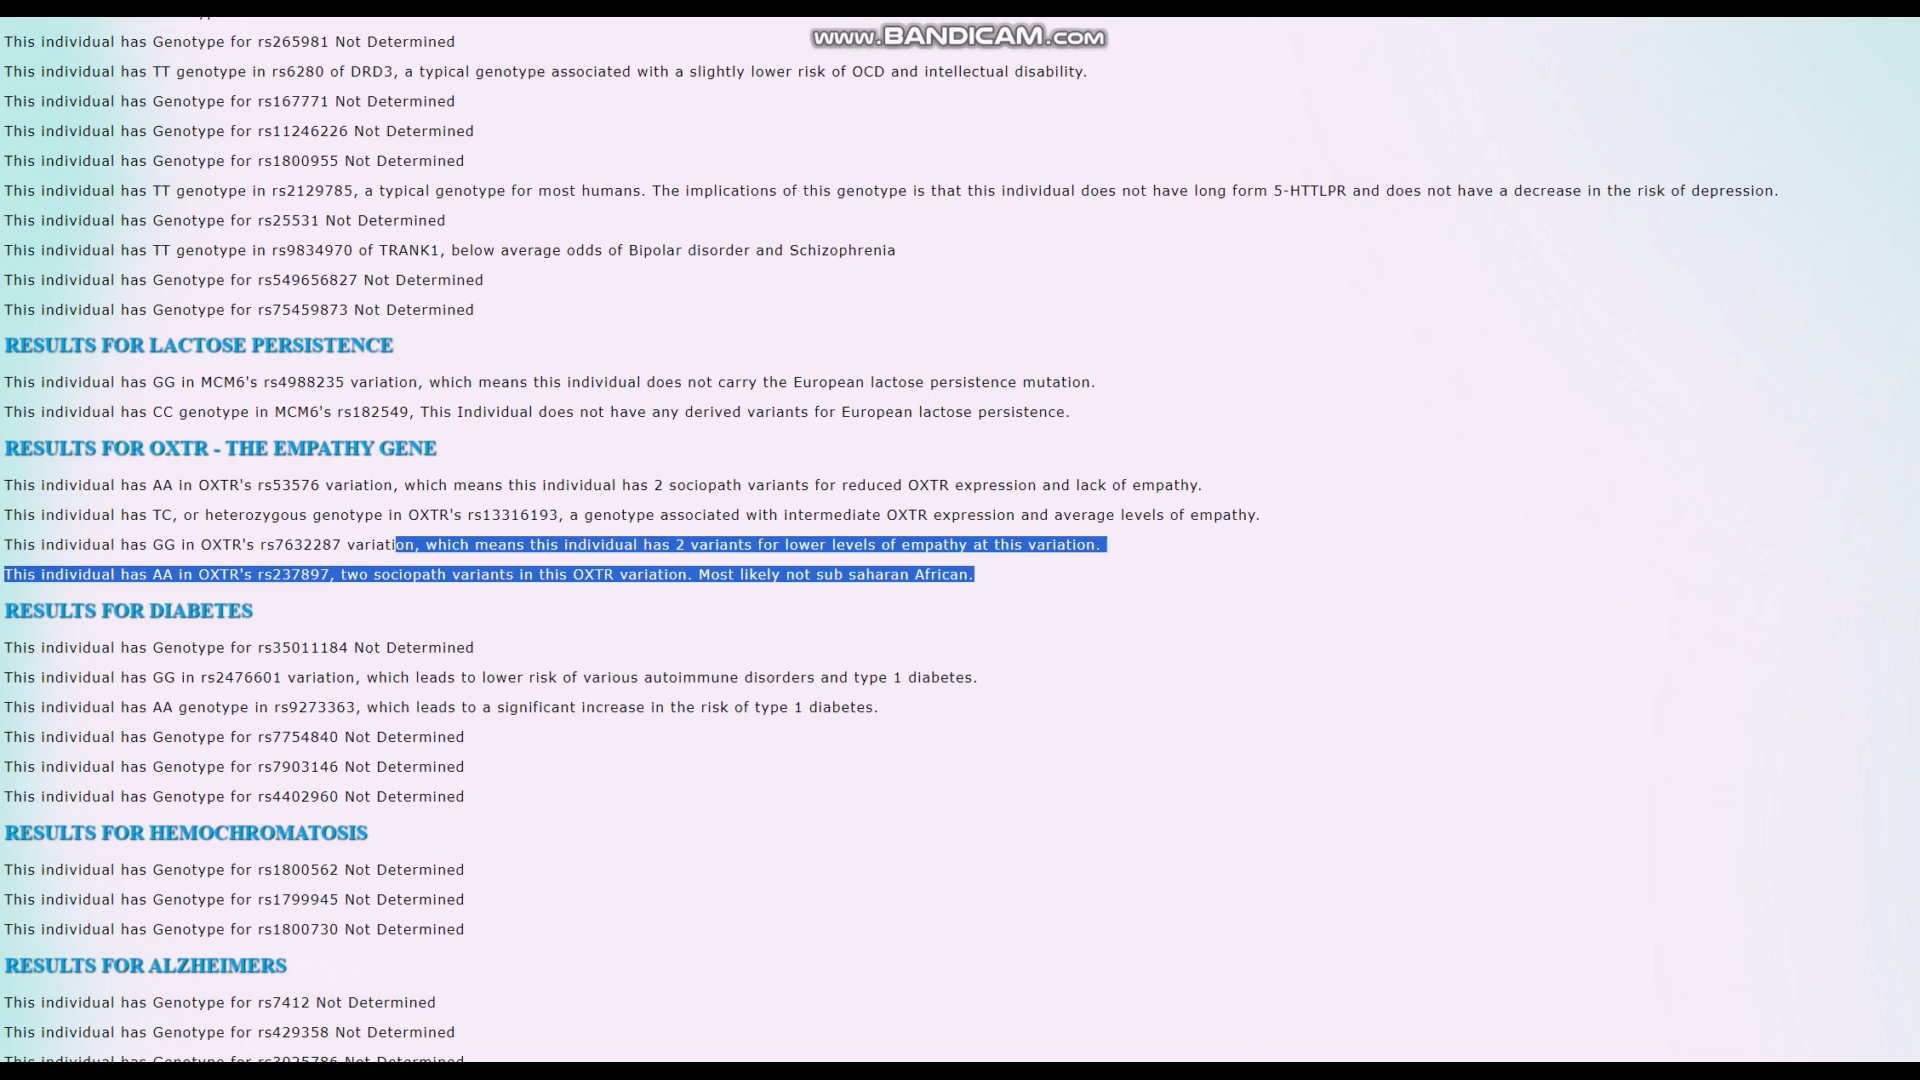 www.BANDICAM.com
This individual has Genotype for rs265981 Not Determined
This individual has TT genotype in rs6280 of DRD3, a typical genotype associated with a slightly lower risk of OCD and intellectual disability.
This individual has Genotype for rs167771 Not Determined
This individual has Genotype for rs11246226 Not Determined
This individual has Genotype for rs1800955 Not Determined
This individual has TT genotype in rs2129785, a typical genotype for most humans. The implications of this genotype is that this individual does not have long form 5-HTTLPR and does not have a decrease in the risk of depression.
This individual has Genotype for rs25531 Not Determined
This individual has TT genotype in rs9834970 of TRANK1, below average odds of Bipolar disorder and Schizophrenia
This individual has Genotype for rs549656827 Not Determined
This individual has Genotype for rs75459873 Not Determined
RESULTS FOR LACTOSE PERSISTENCE
This individual has GG in MCM6's rs4988235 variation, which means this individual does not carry the European lactose persistence mutation.
This individual has CC genotype in MCM6's rs182549, This Individual does not have any derived variants for European lactose persistence.
RESULTS FOR OXTR - THE EMPATHY GENE
This individual has AA in OXTR's rs53576 variation, which means this individual has 2 sociopath variants for reduced OXTR expression and lack of empathy.
This individual has TC, or heterozygous genotype in OXTR's rs13316193, a genotype associated with intermediate OXTR expression and average levels of empathy.
This individual has GG in OXTR's rs7632287 variation, which means this individual has 2 variants for lower levels of empathy at this variation.
This individual has AA in OXTR's rs237897, two sociopath variants in this OXTR variation. Most likely not sub saharan African.
RESULTS FOR DIABETES
This individual has Genotype for rs35011184 Not Determined
This individual has GG in rs2476601 variation, which leads to lower risk of various autoimmune disorders and type 1 diabetes.
This individual has AA genotype in rs9273363, which leads to a significant increase in the risk of type 1 diabetes.
This individual has Genotype for rs7754840 Not Determined
This individual has Genotype for rs7903146 Not Determined
This individual has Genotype for rs4402960 Not Determined
RESULTS FOR HEMOCHROMATOSIS
This individual has Genotype for rs1800562 Not Determined
This individual has Genotype for rs1799945 Not Determined
This individual has Genotype for rs1800730 Not Determined
RESULTS FOR ALZHEIMERS
This individual has Genotype for rs7412 Not Determined
This individual has Genotype for rs429358 Not Determined
This individual has Genotype for rs3025786 Not Determined